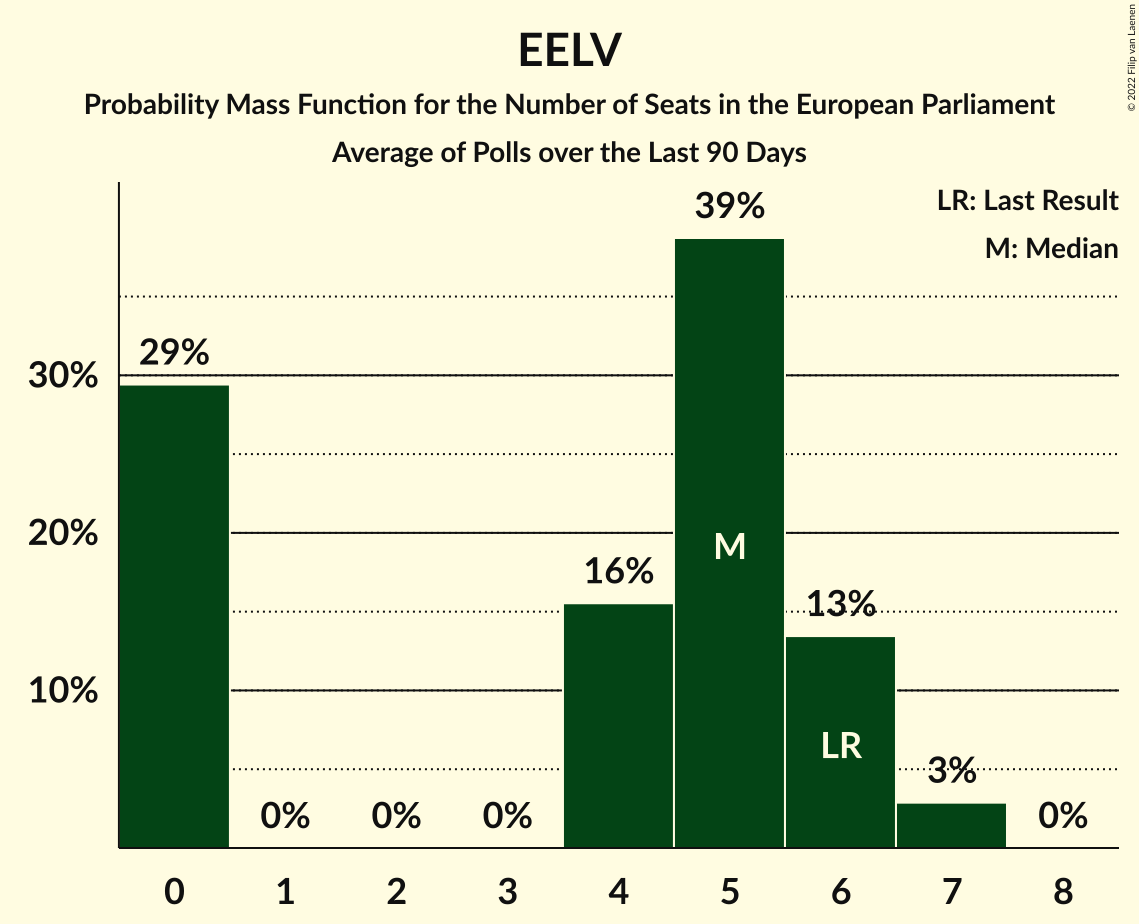 EELV
Probability Mass Function for the Number of Seats in the European Parliament
Average of Polls over the Last 90 Days
© 2022 Filip van Laenen
LR: Last Result
M: Median
39%
29%
30%
20%
M
16%
13%
10%
LR
3%
0%
0%
0%
0%
0 1 2 3 4 5 6 7 8